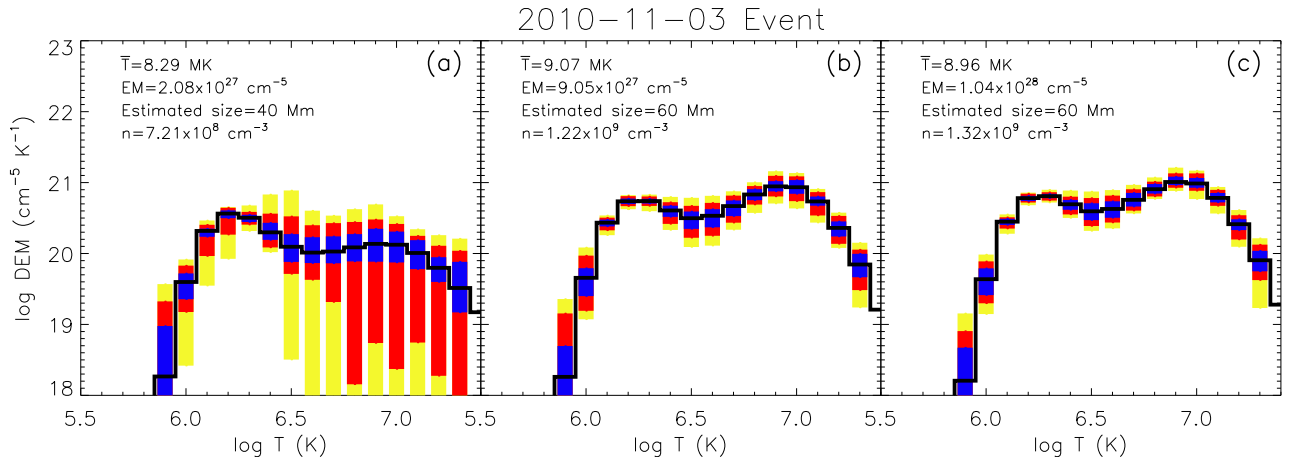 2010-11-03 Event
(a)
T̅=8.29 MK
EM=2.08x10²⁷ cm⁻⁵
Estimated size=40 Mm
n=7.21x10⁸ cm⁻³
(b)
T̅=9.07 MK
EM=9.05x10²⁷ cm⁻⁵
Estimated size=60 Mm
n=1.22x10⁹ cm⁻³
(c)
T̅=8.96 MK
EM=1.04x10²⁸ cm⁻⁵
Estimated size=60 Mm
n=1.32x10⁹ cm⁻³
log DEM (cm⁻⁵ K⁻¹)
23
22
21
20
19
18
5.5 6.0 6.5 7.0 5.5 6.0 6.5 7.0 5.5 6.0 6.5 7.0
log T (K) log T (K) log T (K)